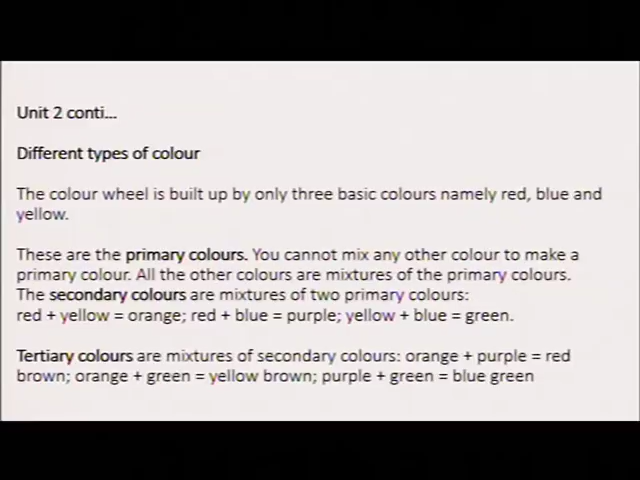 Unit 2 conti...
Different types of colour
The colour wheel is built up by only three basic colours namely red, blue and
yellow.
These are the primary colours. You cannot mix any other colour to make a
primary colour. All the other colours are mixtures of the primary colours.
The secondary colours are mixtures of two primary colours:
red + yellow = orange; red + blue = purple; yellow + blue = green.
Tertiary colours are mixtures of secondary colours: orange + purple = red
brown; orange + green = yellow brown; purple + green = blue green